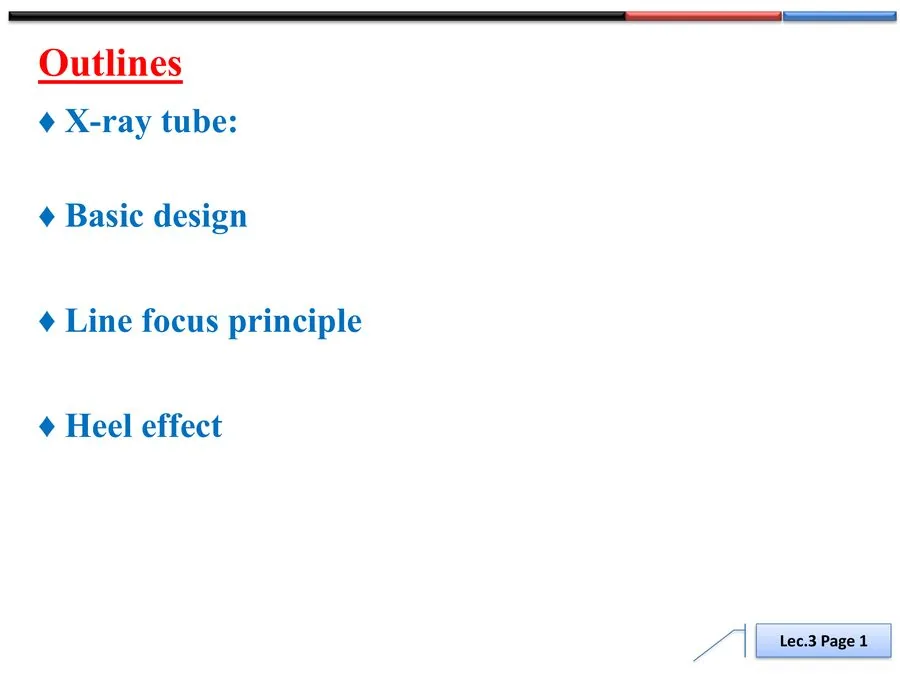 Outlines
♦ X-ray tube:
♦ Basic design
♦ Line focus principle
♦ Heel effect
Lec.3 Page 1